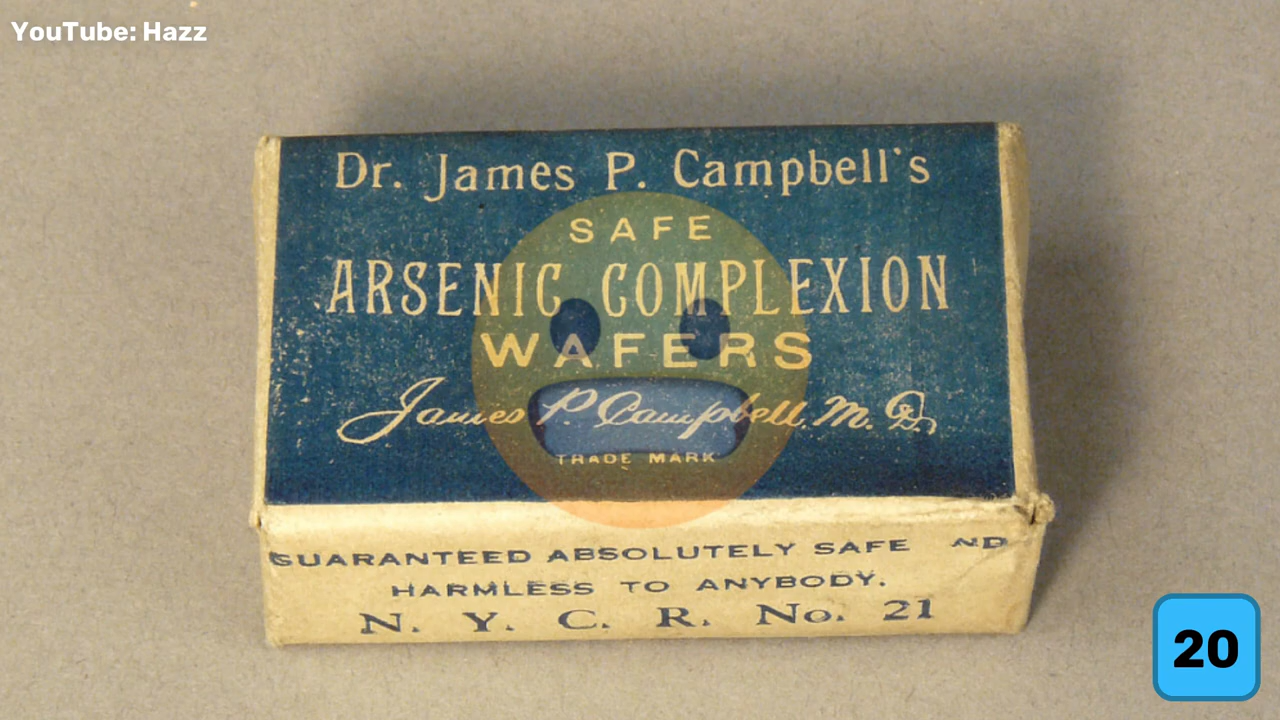 YouTube: Hazz
Dr. James P. Campbell's
SAFE
ARSENIC COMPLEXION
WAFERS
James P. Campbell, M. D.
TRADE MARK
GUARANTEED ABSOLUTELY SAFE AND
HARMLESS TO ANYBODY.
N. Y. C. R. No. 21
20